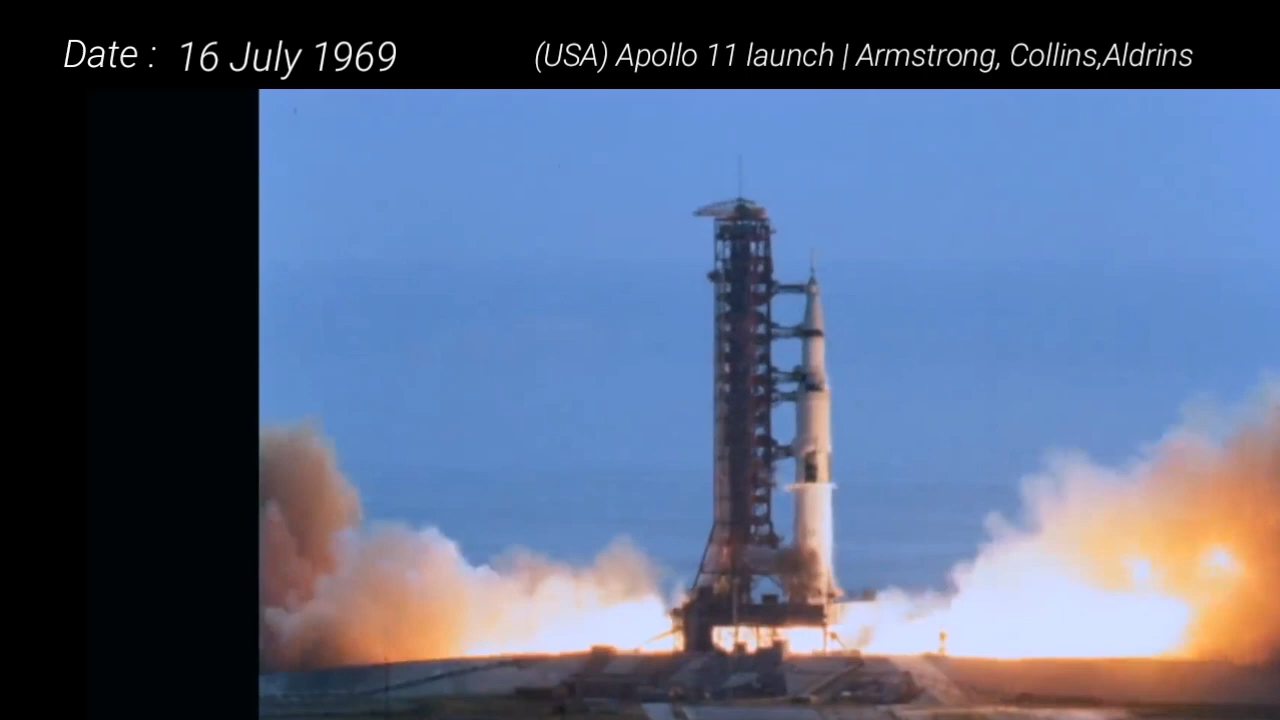 Date : 16 July 1969 (USA) Apollo 11 launch | Armstrong, Collins,Aldrins